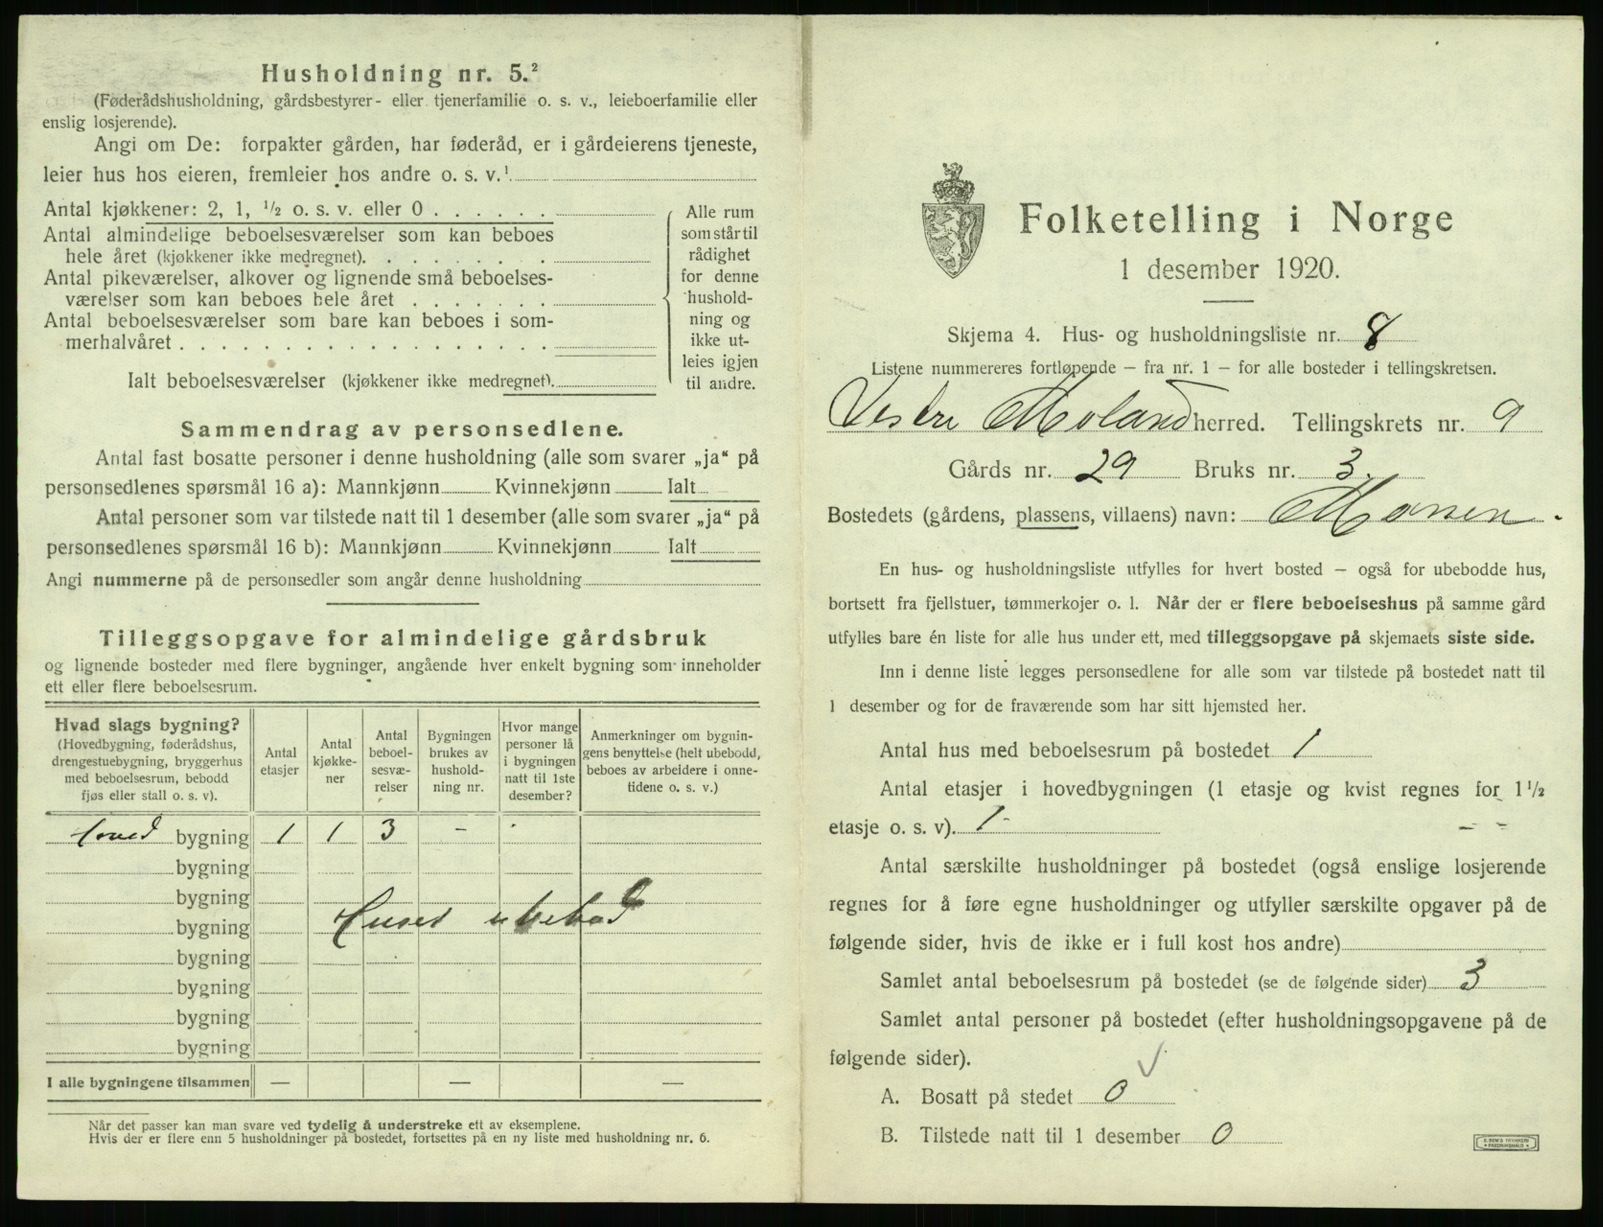 Husholdning nr. 5.²
(Føderådshusholdning, gårdsbestyrer- eller tjenerfamilie o. s. v., leieboerfamilie eller
enslig losjerende).
Angi om De: forpakter gården, har føderåd, er i gårdeierens tjeneste,
leier hus hos eieren, fremleier hos andre o. s. v.¹
Antal kjøkkener: 2, 1, ½ o. s. v. eller 0 . . . . . .
Antal almindelige beboelsesværelser som kan beboes
hele året (kjøkkener ikke medregnet). . . . . . . .
Antal pikeværelser, alkover og lignende små beboelses-
værelser som kan beboes hele året . . . . . . .
Antal beboelsesværelser som bare kan beboes i som-
merhalvåret . . . . . . . . . . . . . . . . . .
Ialt beboelsesværelser (kjøkkener ikke medregnet).
Alle rum
som står til
rådighet
for denne
hushold-
ning og
ikke ut-
leies igjen
til andre.
Sammendrag av personsedlene.
Antal fast bosatte personer i denne husholdning (alle som svarer „ja“ på
personsedlenes spørsmål 16 a): Mannkjønn Kvinnekjønn Ialt
Antal personer som var tilstede natt til 1 desember (alle som svarer „ja“ på
personsedlenes spørsmål 16 b): Mannkjønn Kvinnekjønn Ialt
Angi nummerne på de personsedler som angår denne husholdning
Tilleggsopgave for almindelige gårdsbruk
og lignende bosteder med flere bygninger, angående hver enkelt bygning som inneholder
ett eller flere beboelsesrum.
Hvad slags bygning?
(Hovedbygning, føderådshus,
drengestuebygning, bryggerhus
med beboelsesrum, bebodd
fjøs eller stall o. s. v).
Antal
etasjer
Antal
kjøkke-
ner
Antal
beboel-
sesvæ-
relser
Bygningen
brukes av
hushold-
ning nr.
Hvor mange
personer lå
i bygningen
natt til 1ste
desember?
Anmerkninger om bygnin-
gens benyttelse (helt ubebodd,
beboes av arbeidere i onne-
tidene o. s. v.)
Hoved bygning 1 1 3 -
bygning
bygning
bygning Huset ubebod
bygning
bygning
bygning
bygning
I alle bygningene tilsammen — — —
Når det passer kan man svare ved tydelig å understreke ett av eksemplene.
Hvis der er flere enn 5 husholdninger på bostedet, fortsettes på en ny liste med husholdning nr. 6.
Folketelling i Norge
1 desember 1920.
Skjema 4. Hus- og husholdningsliste nr. 8
Listene nummereres fortløpende — fra nr. 1 — for alle bosteder i tellingskretsen.
Vestre Moland herred. Tellingskrets nr. 9
Gårds nr. 29 Bruks nr. 3.
Bostedets (gårdens, plassens, villaens) navn:
En hus- og husholdningsliste utfylles for hvert bosted — også for ubebodde hus,
bortsett fra fjellstuer, tømmerkojer o. l. Når der er flere beboelseshus på samme gård
utfylles bare én liste for alle hus under ett, med tilleggsopgave på skjemaets siste side.
Inn i denne liste legges personsedlene for alle som var tilstede på bostedet natt til
1 desember og for de fraværende som har sitt hjemsted her.
Antal hus med beboelsesrum på bostedet 1
Antal etasjer i hovedbygningen (1 etasje og kvist regnes for 1½
etasje o. s. v). 1
Antal særskilte husholdninger på bostedet (også enslige losjerende
regnes for å føre egne husholdninger og utfyller særskilte opgaver på de
følgende sider, hvis de ikke er i full kost hos andre)
Samlet antal beboelsesrum på bostedet (se de følgende sider) 3
Samlet antal personer på bostedet (efter husholdningsopgavene på de
følgende sider).
A. Bosatt på stedet 0
B. Tilstede natt til 1 desember 0